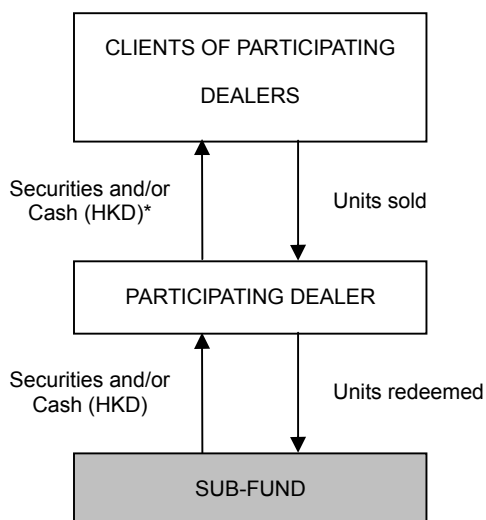 CLIENTS OF PARTICIPATING
DEALERS
Securities and/or
Cash (HKD)*
Units sold
PARTICIPATING DEALER
Securities and/or
Cash (HKD)
Units redeemed
SUB-FUND